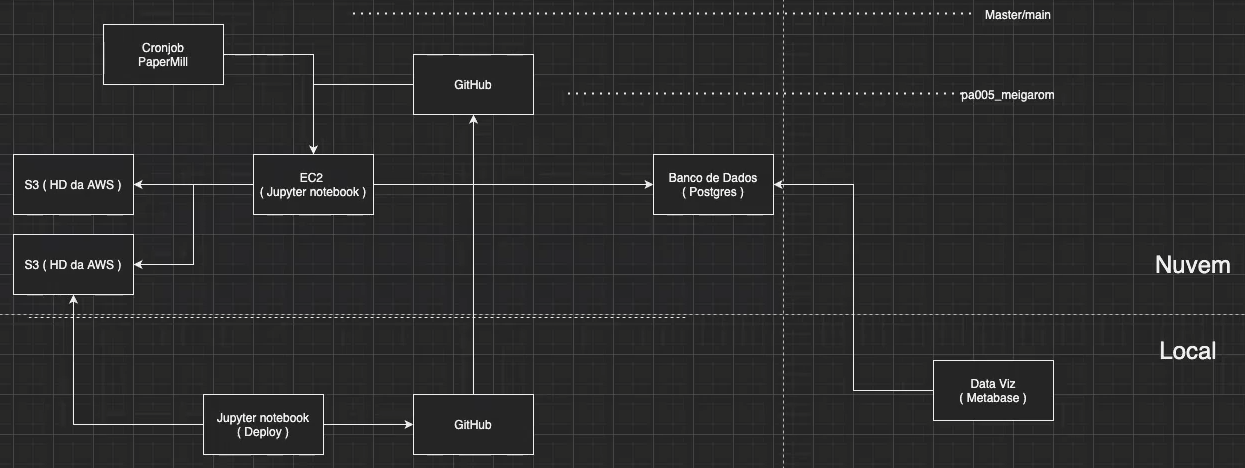 Master/main
Cronjob
PaperMill
GitHub
pa005_meigarom
S3 ( HD da AWS )
EC2
( Jupyter notebook )
Banco de Dados
( Postgres )
S3 ( HD da AWS )
Nuvem
Local
Data Viz
( Metabase )
Jupyter notebook
( Deploy )
GitHub